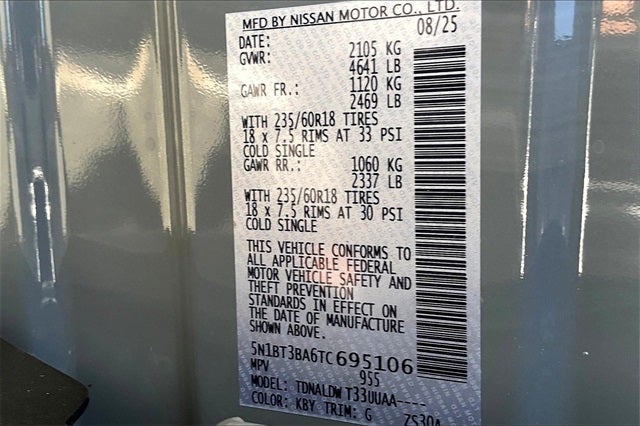 MFD BY NISSAN MOTOR CO., LTD.
DATE: 08/25
GVWR: 2105 KG
4641 LB
GAWR FR.: 1120 KG
2469 LB
WITH 235/60R18 TIRES
18 x 7.5 RIMS AT 33 PSI
COLD SINGLE
GAWR RR.: 1060 KG
2337 LB
WITH 235/60R18 TIRES
18 x 7.5 RIMS AT 30 PSI
COLD SINGLE
THIS VEHICLE CONFORMS TO
ALL APPLICABLE FEDERAL
MOTOR VEHICLE SAFETY AND
THEFT PREVENTION
STANDARDS IN EFFECT ON
THE DATE OF MANUFACTURE
SHOWN ABOVE.
5N1BT3BA6TC695106
MPV 955
MODEL: TDNALDW T33UUAA----
COLOR: KBY TRIM: G ZS30A